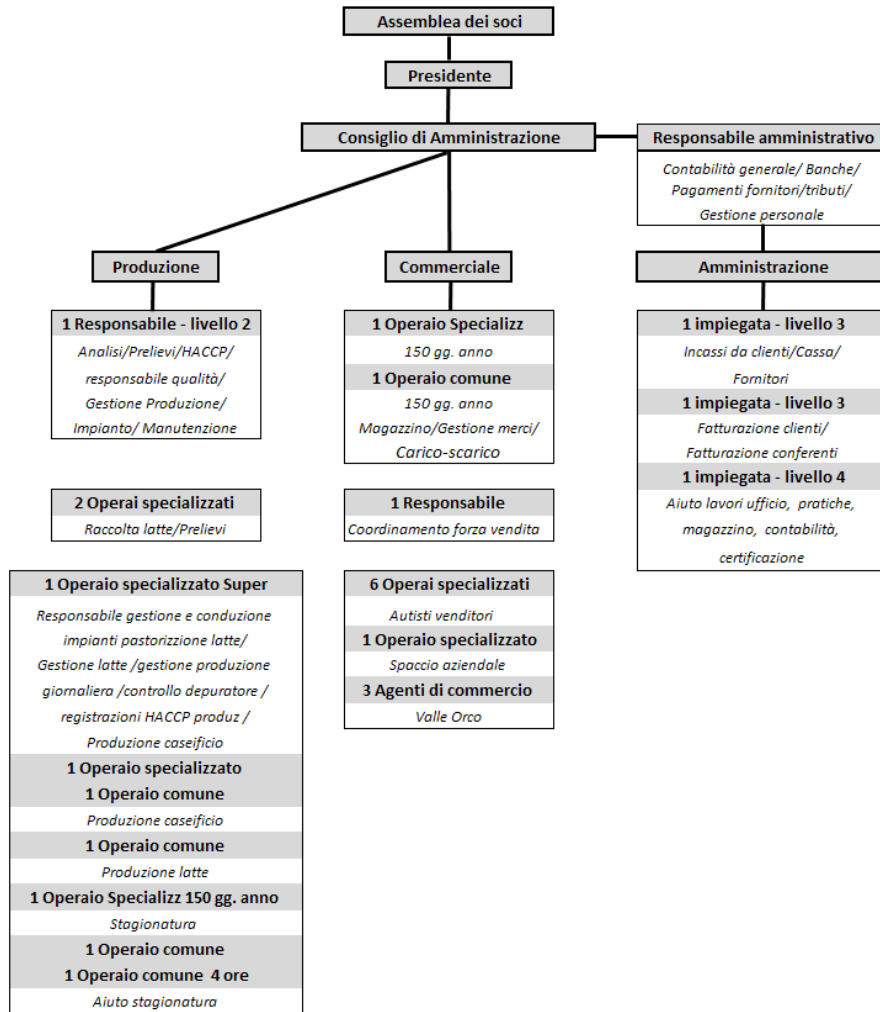 Assemblea dei soci
Presidente
Consiglio di Amministrazione
Responsabile amministrativo
Contabilità generale/ Banche/
Pagamenti fornitori/tributi/
Gestione personale
Produzione
Commerciale
Amministrazione
1 Responsabile - livello 2
Analisi/Prelievi/HACCP/
responsabile qualità/
Gestione Produzione/
Impianto/ Manutenzione
2 Operai specializzati
Raccolta latte/Prelievi
1 Operaio specializzato Super
Responsabile gestione e conduzione
impianti pastorizzione latte/
Gestione latte /gestione produzione
giornaliera /controllo depuratore /
registrazioni HACCP produz /
Produzione caseificio
1 Operaio specializzato
1 Operaio comune
Produzione caseificio
1 Operaio comune
Produzione latte
1 Operaio Specializz 150 gg. anno
Stagionatura
1 Operaio comune
1 Operaio comune 4 ore
Aiuto stagionatura
1 Operaio Specializz
150 gg. anno
1 Operaio comune
150 gg. anno
Magazzino/Gestione merci/
Carico-scarico
1 Responsabile
Coordinamento forza vendita
6 Operai specializzati
Autisti venditori
1 Operaio specializzato
Spaccio aziendale
3 Agenti di commercio
Valle Orco
1 impiegata - livello 3
Incassi da clienti/Cassa/
Fornitori
1 impiegata - livello 3
Fatturazione clienti/
Fatturazione conferenti
1 impiegata - livello 4
Aiuto lavori ufficio, pratiche,
magazzino, contabilità,
certificazione